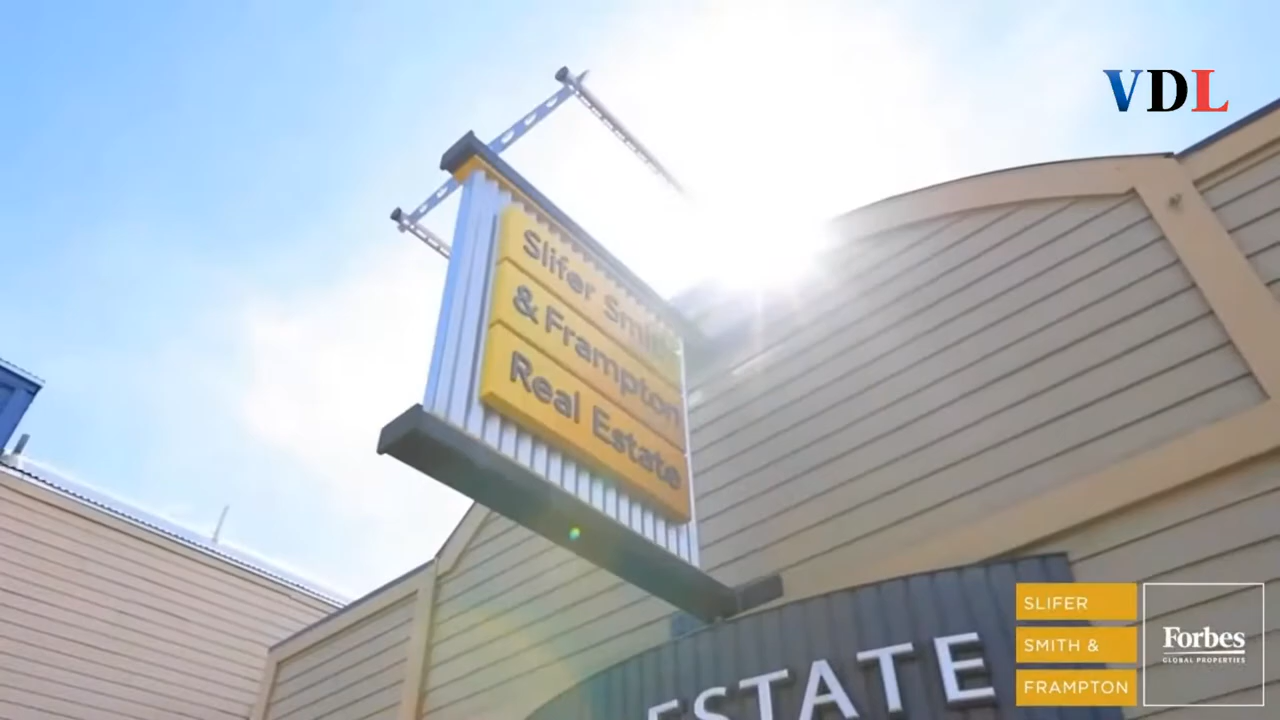 VDL
Slifer Smith
& Frampton
Real Estate
ESTATE
SLIFER
SMITH &
FRAMPTON
Forbes
GLOBAL PROPERTIES